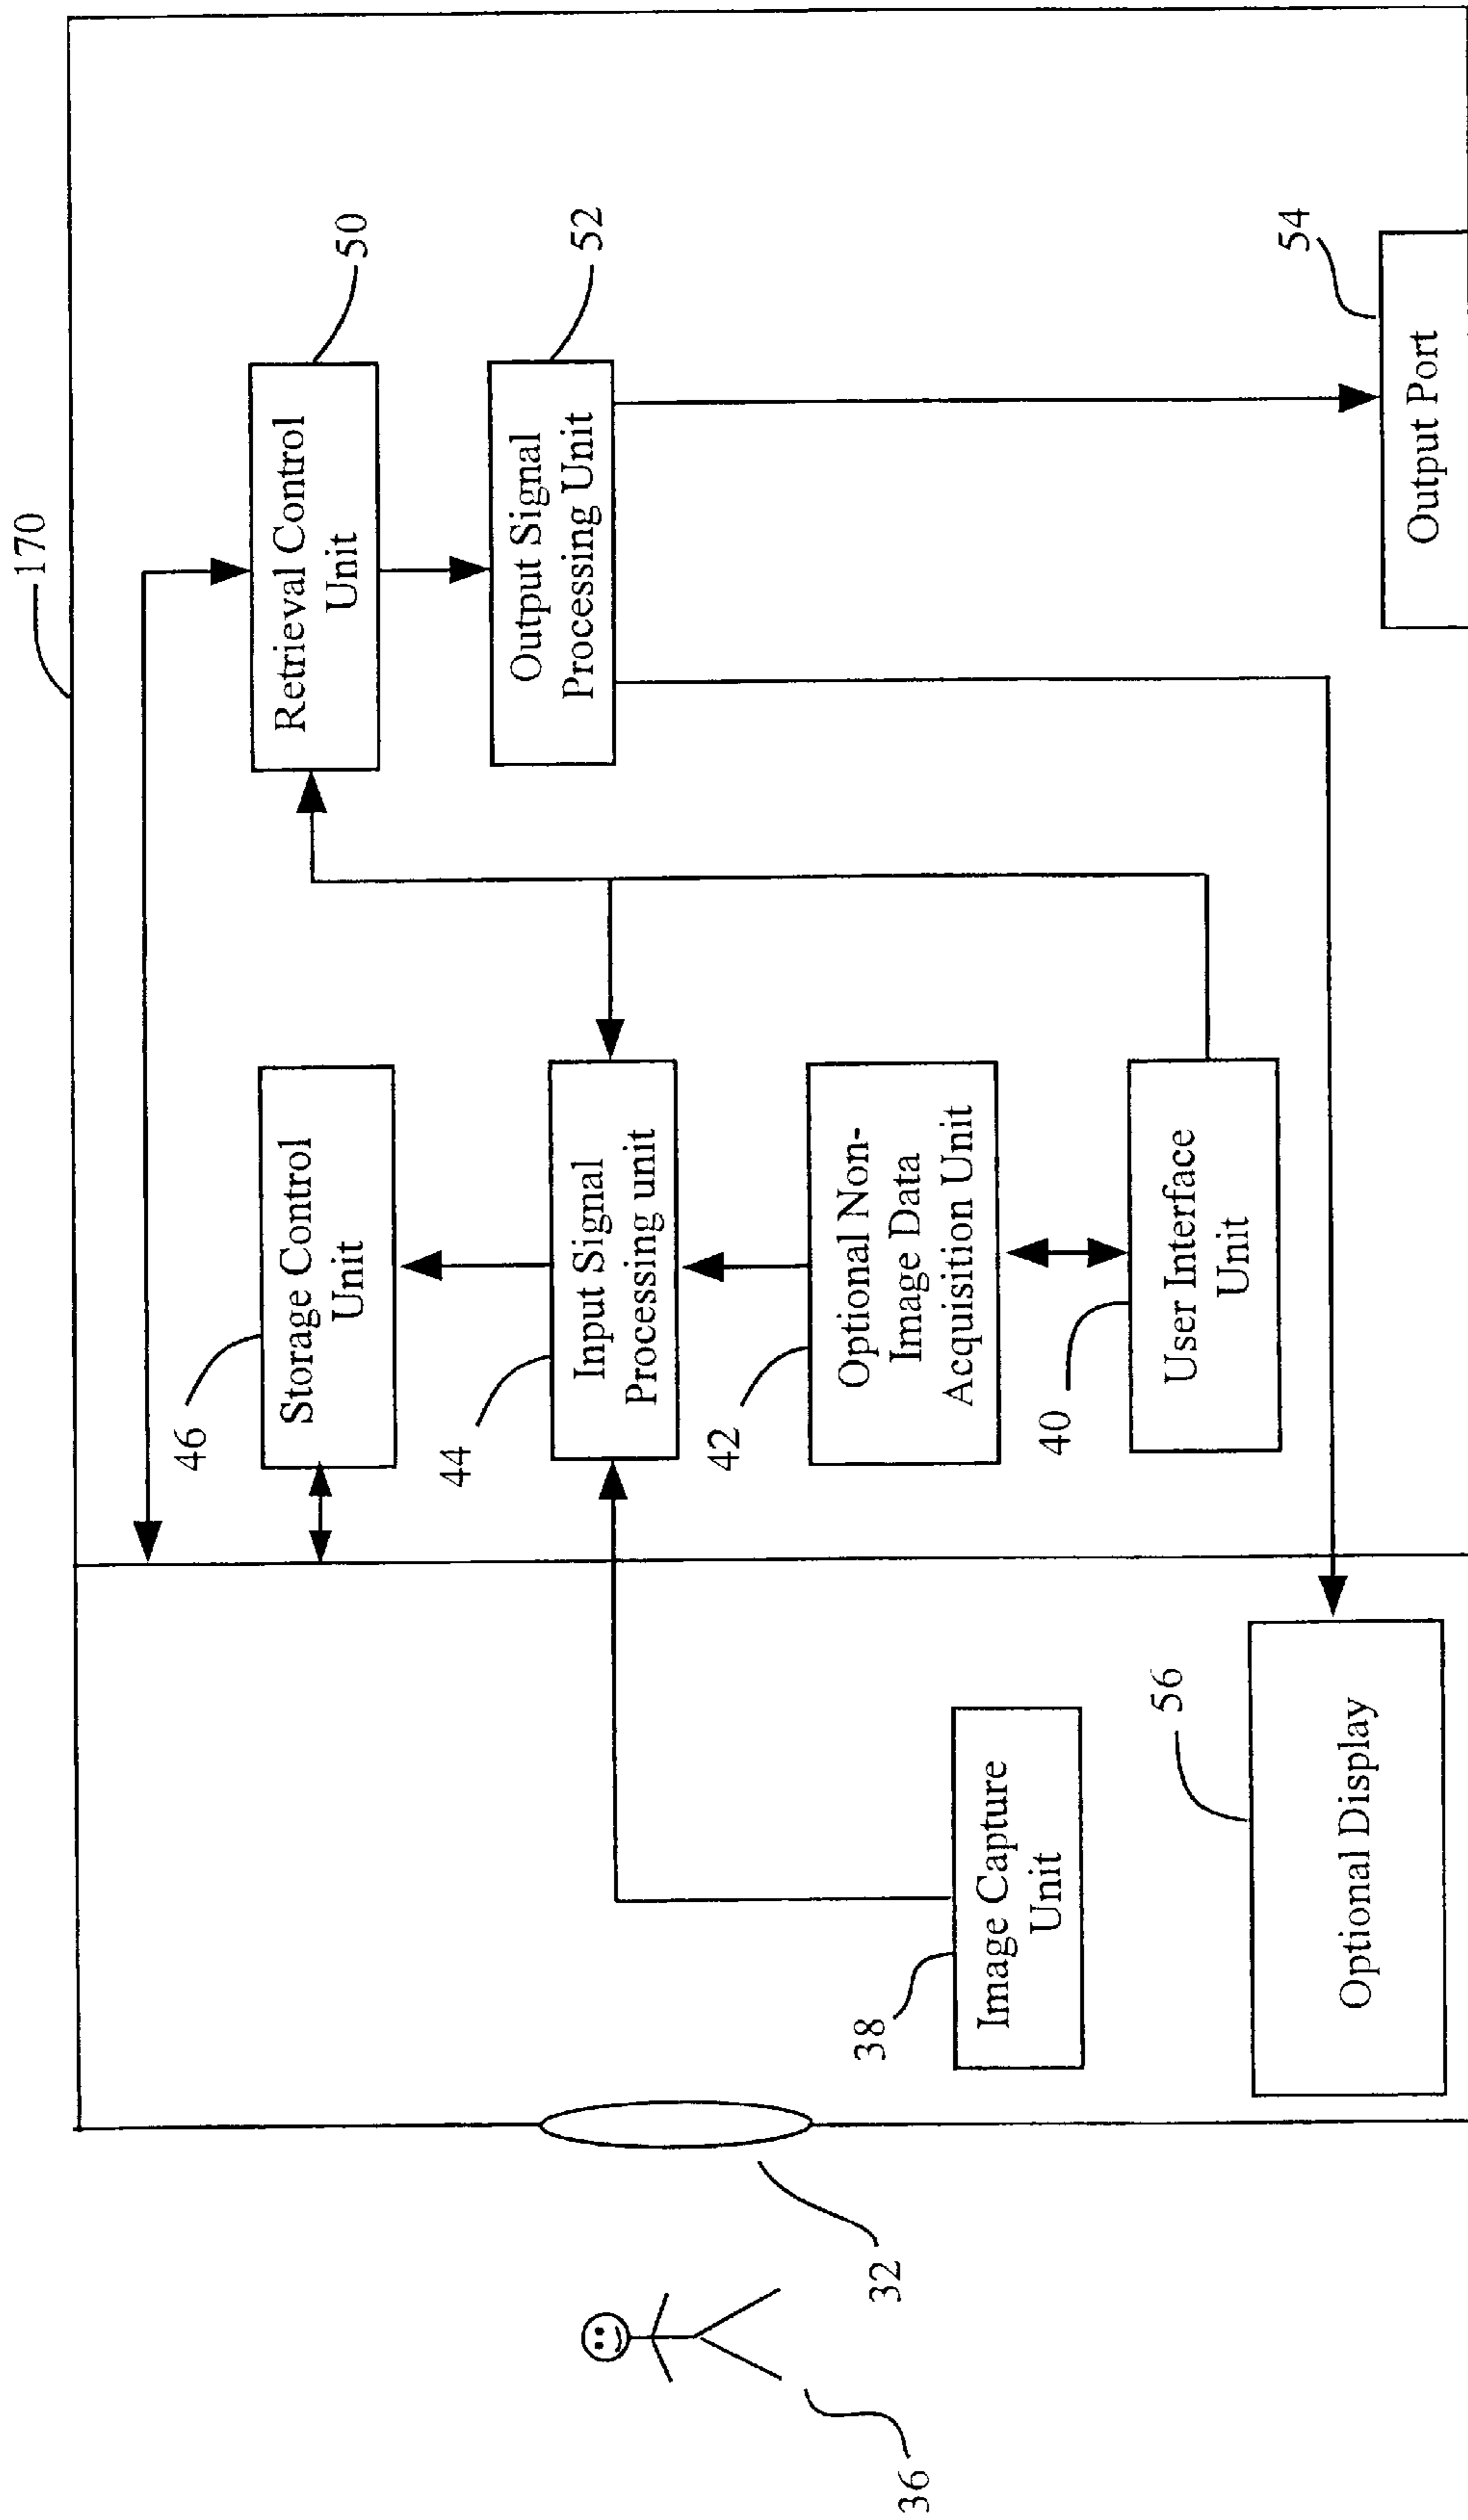 170
46
Storage Control
Unit
Retrieval Control
Unit
50
44
Input Signal
Processing unit
Output Signal
Processing Unit
52
42
Optional Non-
Image Data
Acquisition Unit
38
Image Capture
Unit
40
User Interface
Unit
32
36
56
Optional Display
54
Output Port